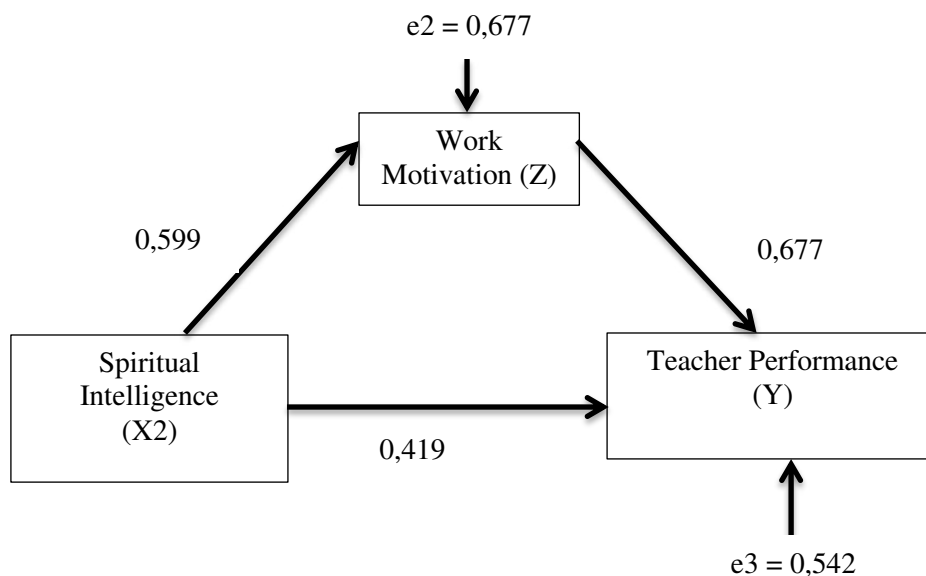 e2 = 0,677
Work
Motivation (Z)
0,599
0,677
Spiritual
Intelligence
(X2)
Teacher Performance
(Y)
0,419
e3 = 0,542